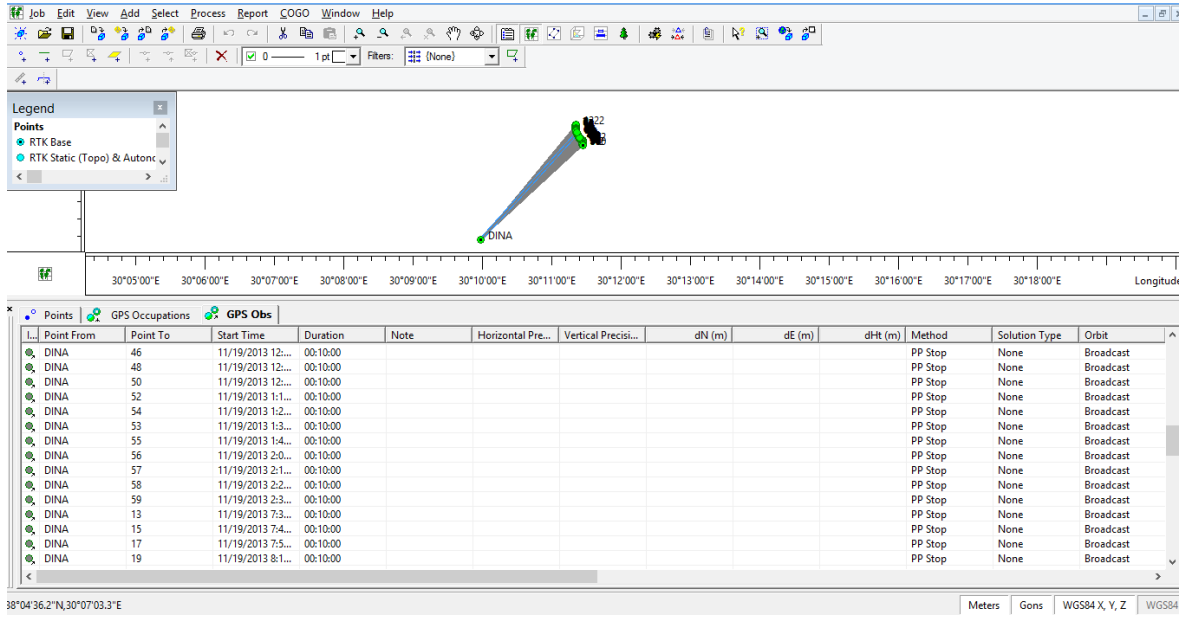 Job Edit View Add Select Process Report COGO Window Help
0 1 pt Filters: {None}
Legend
Points
RTK Base
RTK Static (Topo) & Autono
DINA
30°05'00"E 30°06'00"E 30°07'00"E 30°08'00"E 30°09'00"E 30°10'00"E 30°11'00"E 30°12'00"E 30°13'00"E 30°14'00"E 30°15'00"E 30°16'00"E 30°17'00"E 30°18'00"E Longitude
Points GPS Occupations GPS Obs
I... Point From Point To Start Time Duration Note Horizontal Pre... Vertical Precisi... dN (m) dE (m) dHt (m) Method Solution Type Orbit
DINA 46 11/19/2013 12:... 00:10:00 PP Stop None Broadcast
DINA 48 11/19/2013 12:... 00:10:00 PP Stop None Broadcast
DINA 50 11/19/2013 12:... 00:10:00 PP Stop None Broadcast
DINA 52 11/19/2013 1:1... 00:10:00 PP Stop None Broadcast
DINA 54 11/19/2013 1:2... 00:10:00 PP Stop None Broadcast
DINA 53 11/19/2013 1:3... 00:10:00 PP Stop None Broadcast
DINA 55 11/19/2013 1:4... 00:10:00 PP Stop None Broadcast
DINA 56 11/19/2013 2:0... 00:10:00 PP Stop None Broadcast
DINA 57 11/19/2013 2:1... 00:10:00 PP Stop None Broadcast
DINA 58 11/19/2013 2:2... 00:10:00 PP Stop None Broadcast
DINA 59 11/19/2013 2:3... 00:10:00 PP Stop None Broadcast
DINA 13 11/19/2013 7:3... 00:10:00 PP Stop None Broadcast
DINA 15 11/19/2013 7:4... 00:10:00 PP Stop None Broadcast
DINA 17 11/19/2013 7:5... 00:10:00 PP Stop None Broadcast
DINA 19 11/19/2013 8:1... 00:10:00 PP Stop None Broadcast
38°04'36.2"N,30°07'03.3"E Meters Gons WGS84 X, Y, Z WGS84